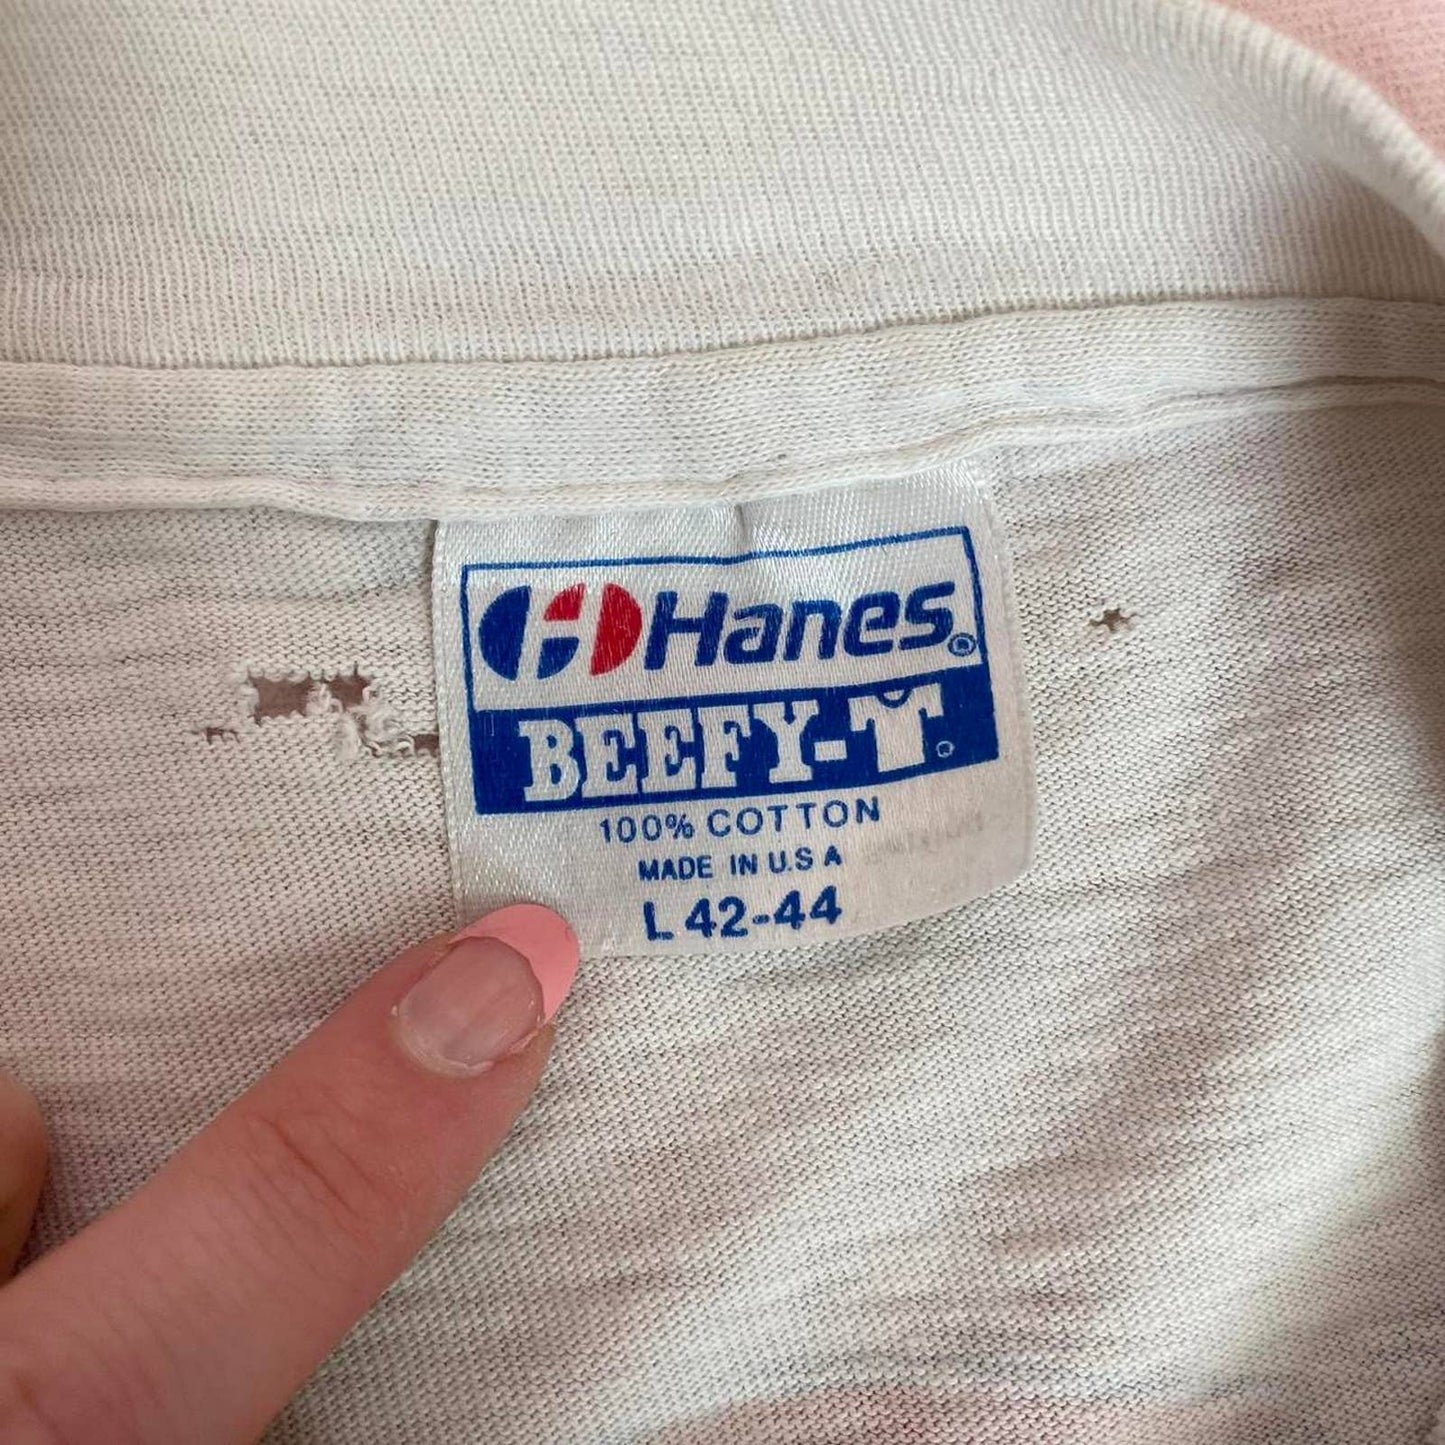 Hanes®
BEEFY-T®
100% COTTON
MADE IN U.S A
L 42-44